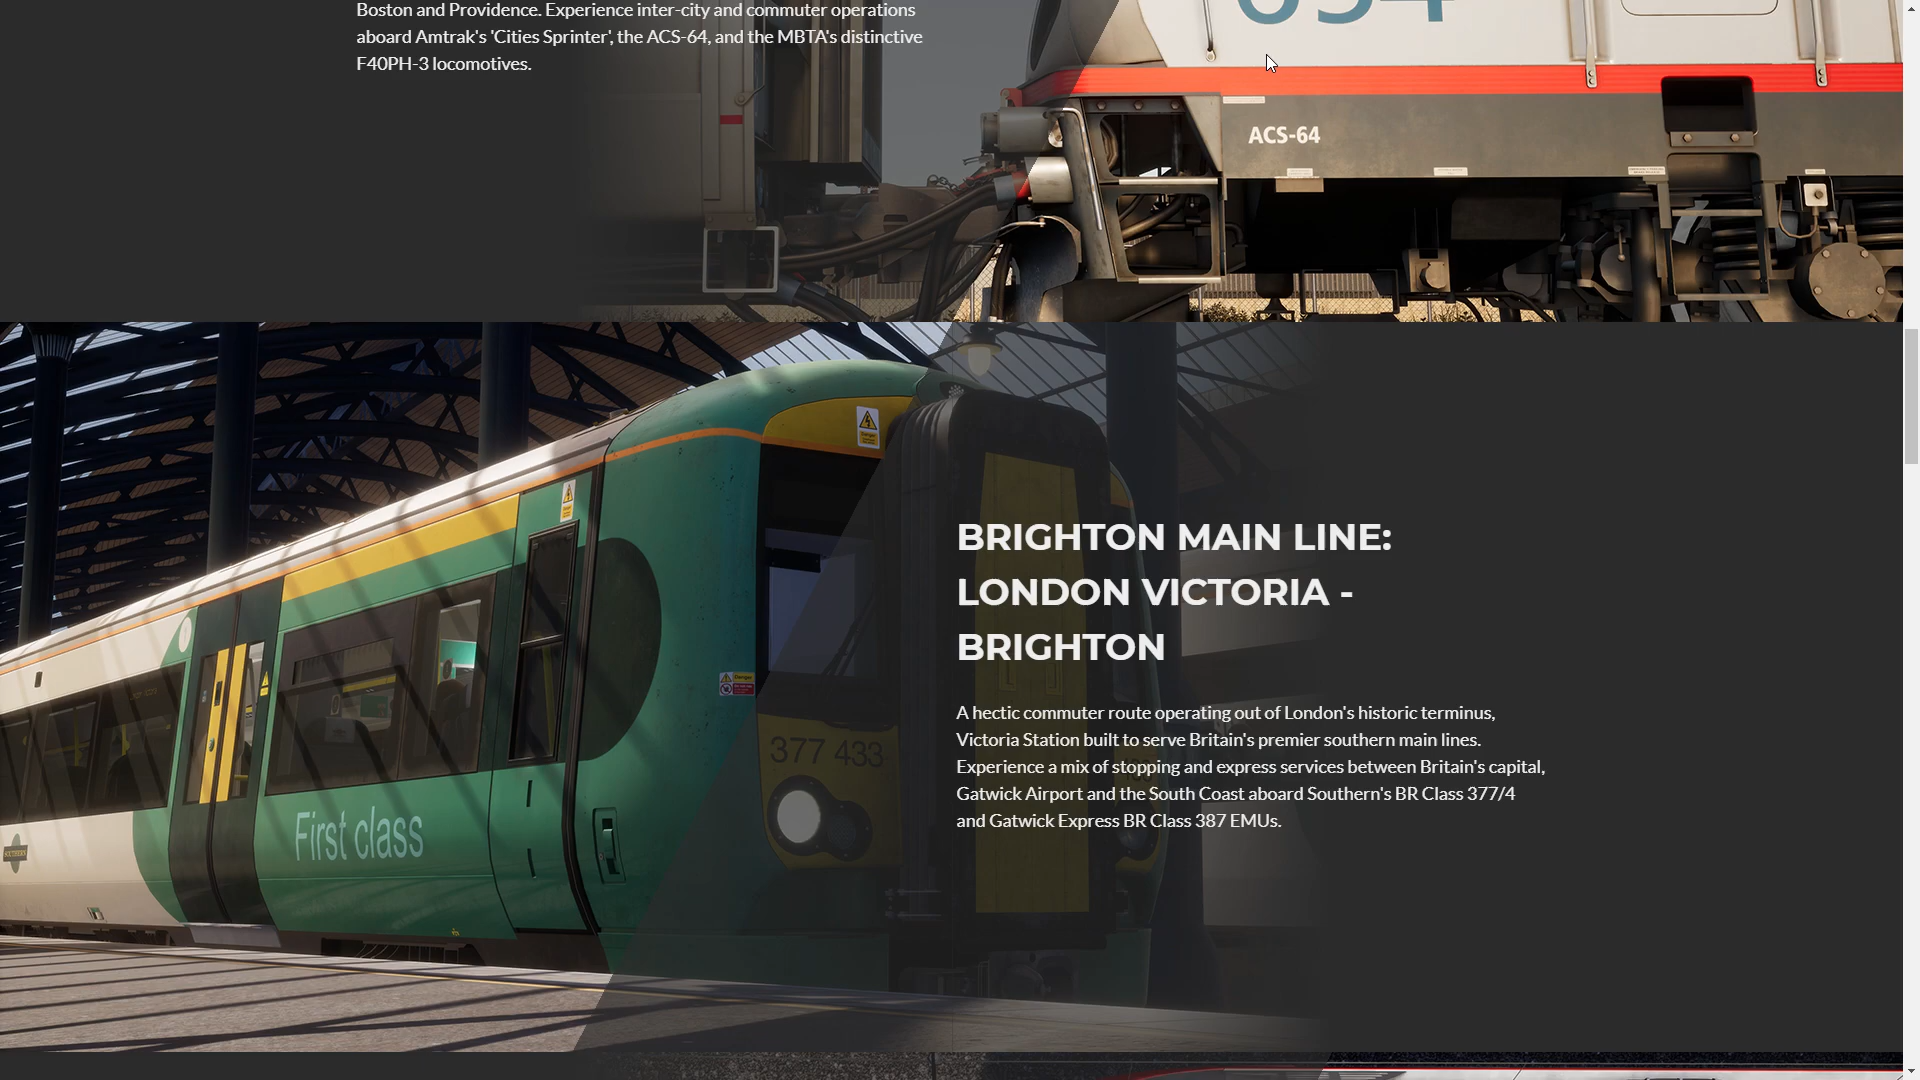 Boston and Providence. Experience inter-city and commuter operations
aboard Amtrak's 'Cities Sprinter', the ACS-64, and the MBTA's distinctive
F40PH-3 locomotives.
ACS-64
BRIGHTON MAIN LINE:
LONDON VICTORIA -
BRIGHTON
A hectic commuter route operating out of London's historic terminus,
Victoria Station built to serve Britain's premier southern main lines.
Experience a mix of stopping and express services between Britain's capital,
Gatwick Airport and the South Coast aboard Southern's BR Class 377/4
and Gatwick Express BR Class 387 EMUs.
377 433
First class
SOUTHERN